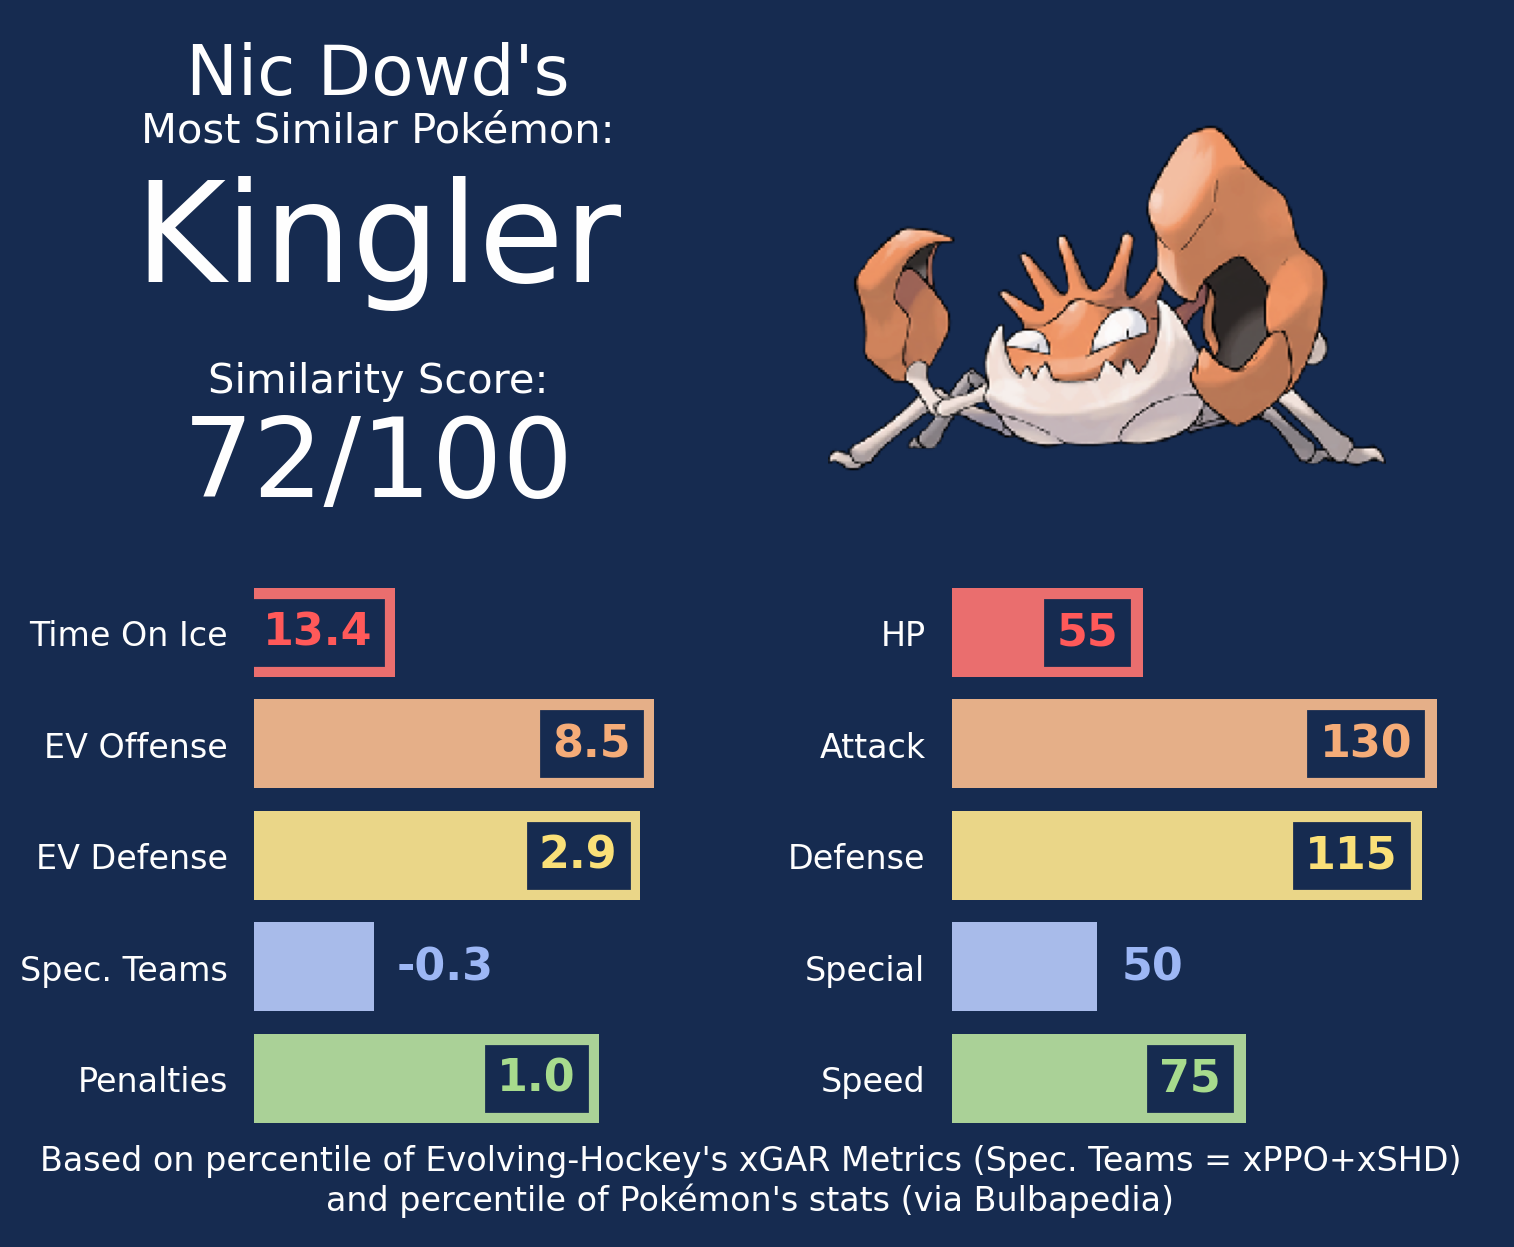 Nic Dowd's
Most Similar Pokémon:
Kingler
Similarity Score:
72/100
Time On Ice 13.4
EV Offense 8.5
EV Defense 2.9
Spec. Teams -0.3
Penalties 1.0
HP 55
Attack 130
Defense 115
Special 50
Speed 75
Based on percentile of Evolving-Hockey's xGAR Metrics (Spec. Teams = xPPO+xSHD)
and percentile of Pokémon's stats (via Bulbapedia)